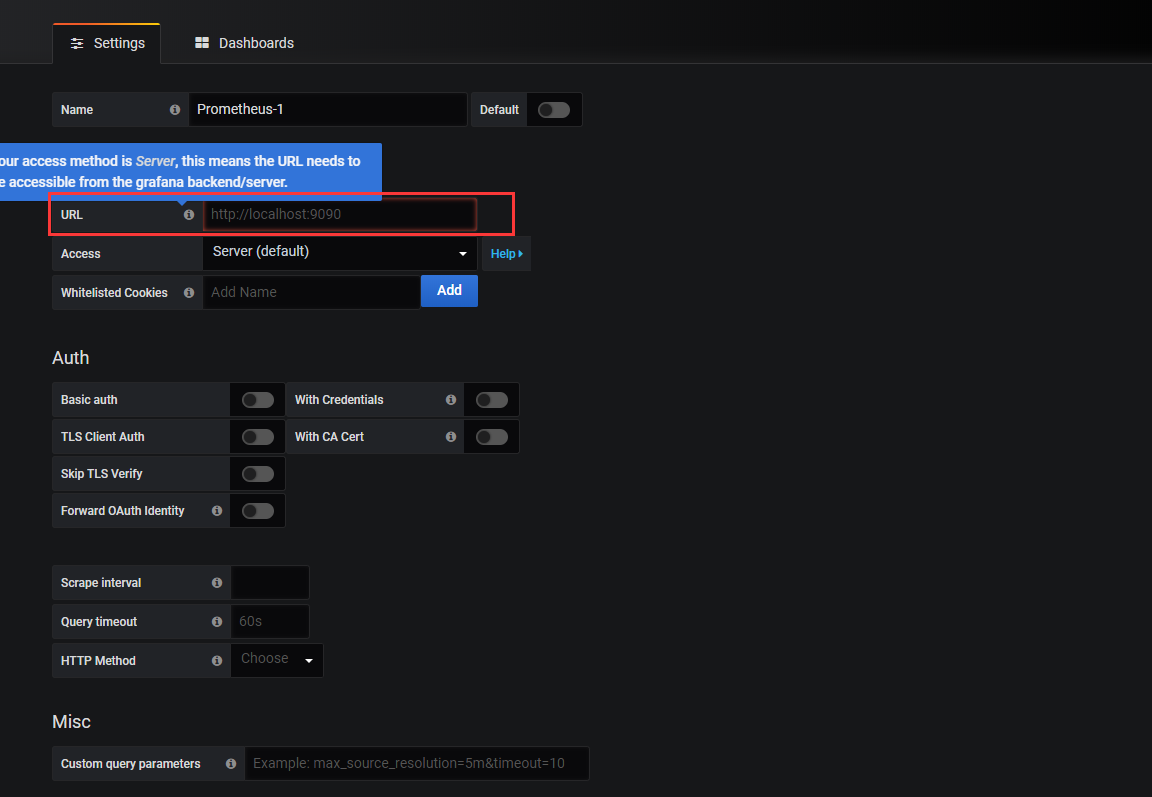 Settings
Dashboards
Name
Prometheus-1
Default
our access method is Server, this means the URL needs to
e accessible from the grafana backend/server.
URL
http://localhost:9090
Access
Server (default)
Help
Whitelisted Cookies
Add Name
Add
Auth
Basic auth
With Credentials
TLS Client Auth
With CA Cert
Skip TLS Verify
Forward OAuth Identity
Scrape interval
Query timeout
60s
HTTP Method
Choose
Misc
Custom query parameters
Example: max_source_resolution=5m&timeout=10